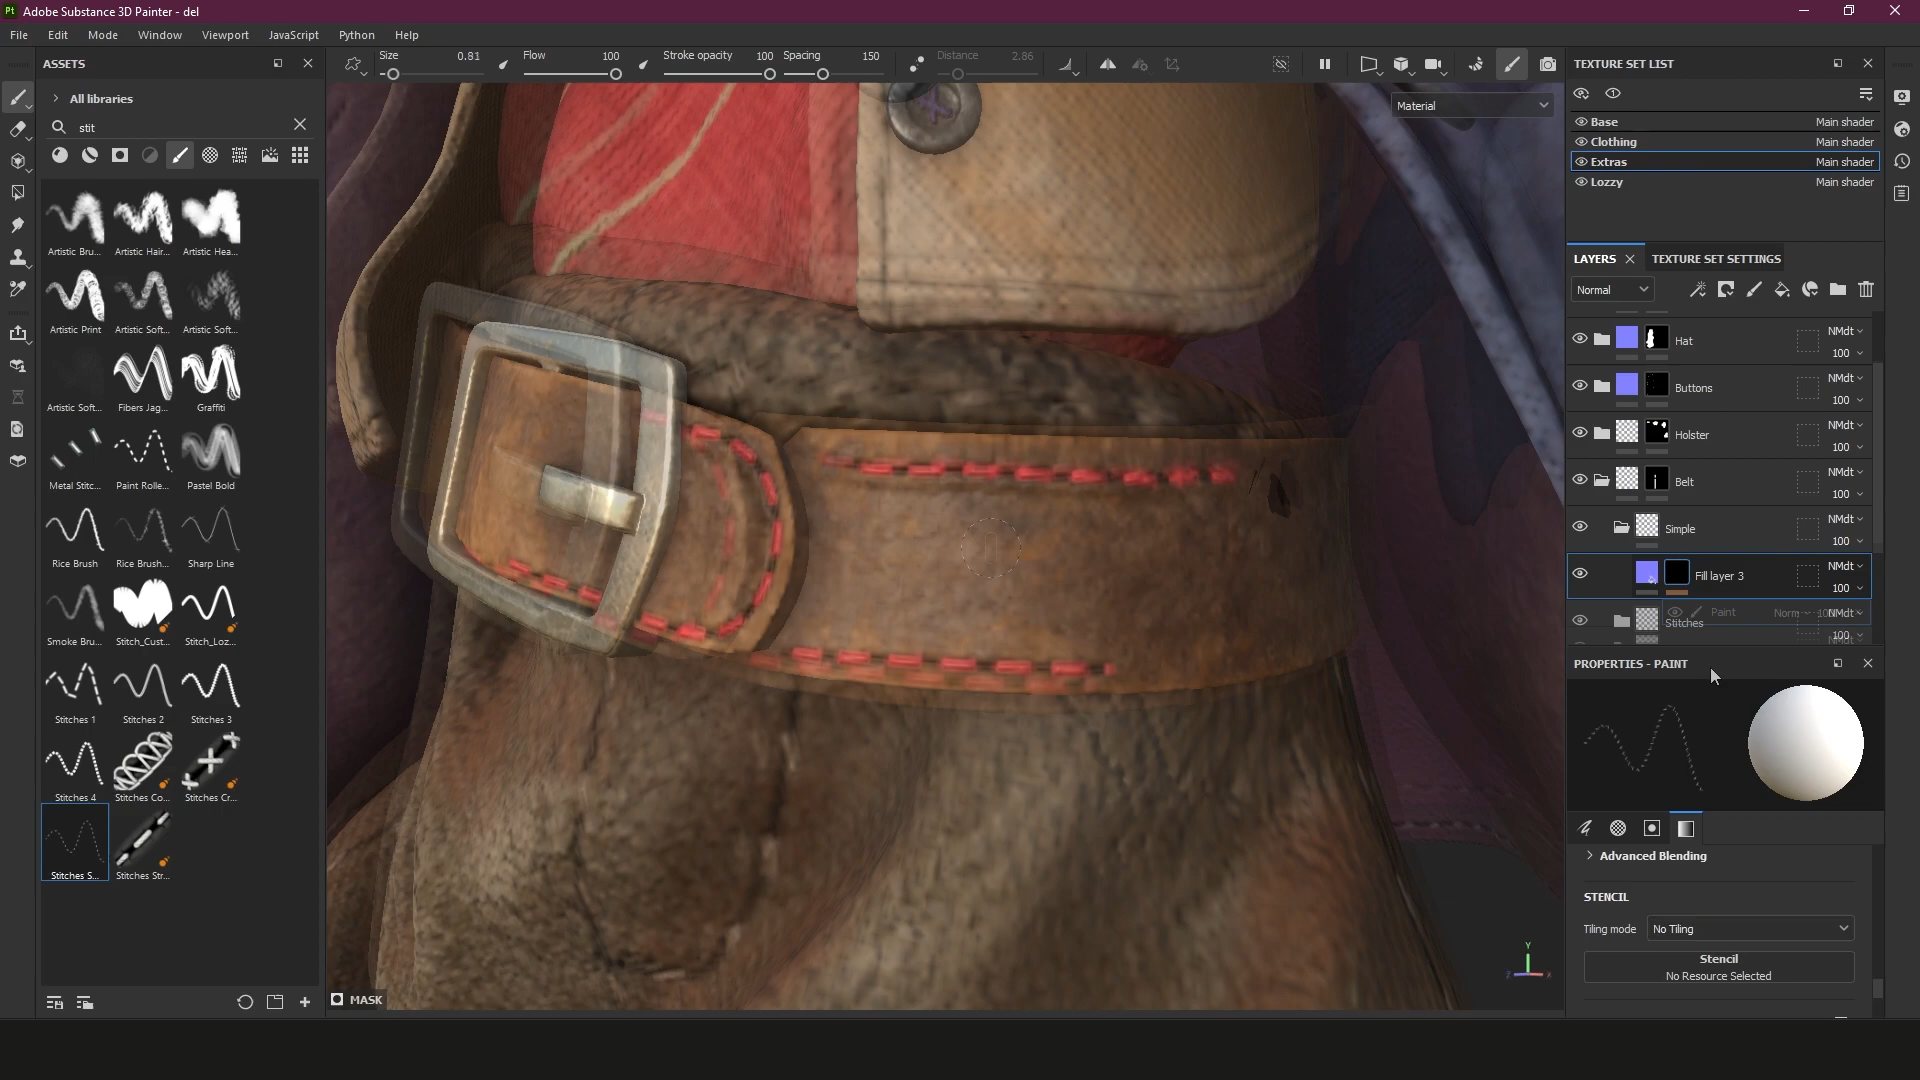 Pt Adobe Substance 3D Painter - del
File Edit Mode Window Viewport JavaScript Python Help
ASSETS
Size 0.81 Flow 100 Stroke opacity 100 Spacing 150 Distance 2.86
TEXTURE SET LIST
All libraries
stit
Material
Base Main shader
Clothing Main shader
Extras Main shader
Lozzy Main shader
LAYERS TEXTURE SET SETTINGS
Normal
Hat NMdt 100
Buttons NMdt 100
Holster NMdt 100
Belt NMdt 100
Simple NMdt 100
Fill layer 3 NMdt 100
Paint Norm 100
Stitches NMdt 100
NMdt
Artistic Bru... Artistic Hair... Artistic Hea...
Artistic Print Artistic Soft... Artistic Soft...
Artistic Soft... Fibers Jag... Graffiti
Metal Stitc... Paint Rolle... Pastel Bold
Rice Brush Rice Brush... Sharp Line
Smoke Bru... Stitch_Cust... Stitch_Loz...
Stitches 1 Stitches 2 Stitches 3
Stitches 4 Stitches Co... Stitches Cr...
Stitches S... Stitches Str...
PROPERTIES - PAINT
Advanced Blending
STENCIL
Tiling mode No Tiling
Stencil
No Resource Selected
Y
Z X
MASK